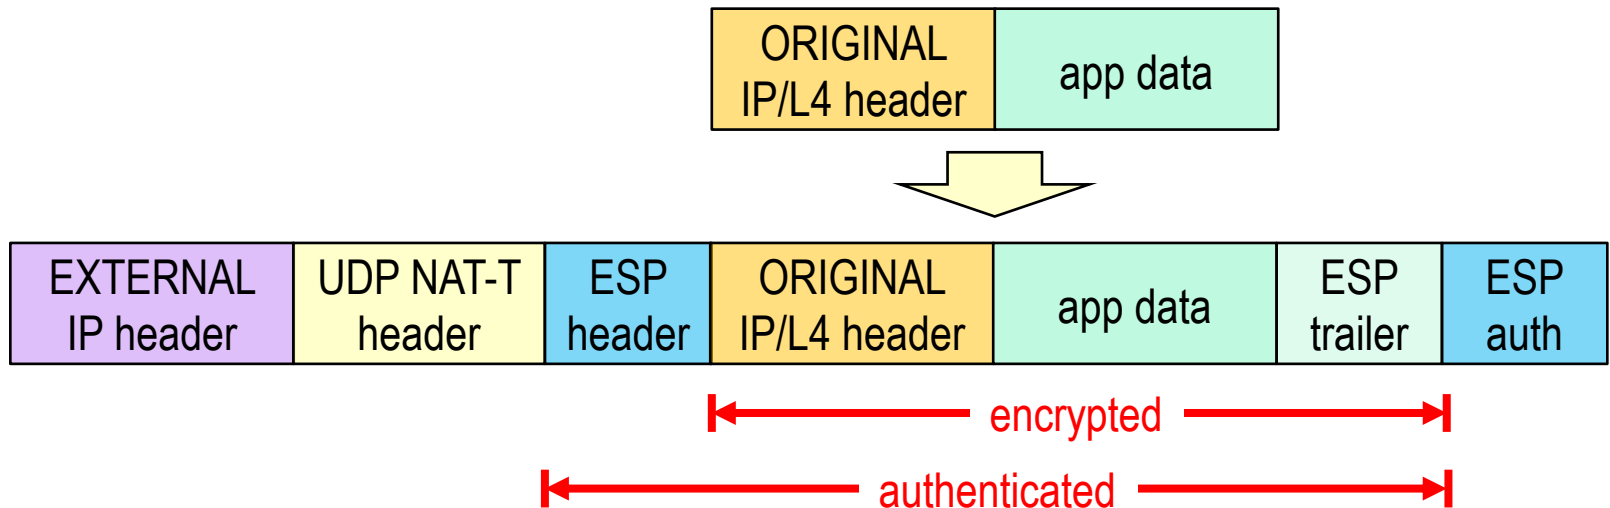 ORIGINAL
IP/L4 header
app data
EXTERNAL
IP header
UDP NAT-T
header
ESP
header
ORIGINAL
IP/L4 header
app data
ESP
trailer
ESP
auth
encrypted
authenticated